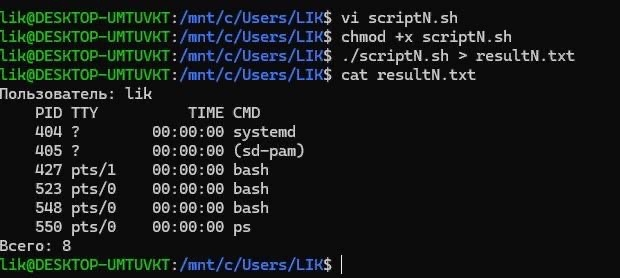 lik@DESKTOP-UMTUVKT:/mnt/c/Users/LIK$ vi scriptN.sh
lik@DESKTOP-UMTUVKT:/mnt/c/Users/LIK$ chmod +x scriptN.sh
lik@DESKTOP-UMTUVKT:/mnt/c/Users/LIK$ ./scriptN.sh > resultN.txt
lik@DESKTOP-UMTUVKT:/mnt/c/Users/LIK$ cat resultN.txt
Пользователь: lik
    PID TTY          TIME CMD
    404 ?        00:00:00 systemd
    405 ?        00:00:00 (sd-pam)
    427 pts/1    00:00:00 bash
    523 pts/0    00:00:00 bash
    548 pts/0    00:00:00 bash
    550 pts/0    00:00:00 ps
Всего: 8
lik@DESKTOP-UMTUVKT:/mnt/c/Users/LIK$